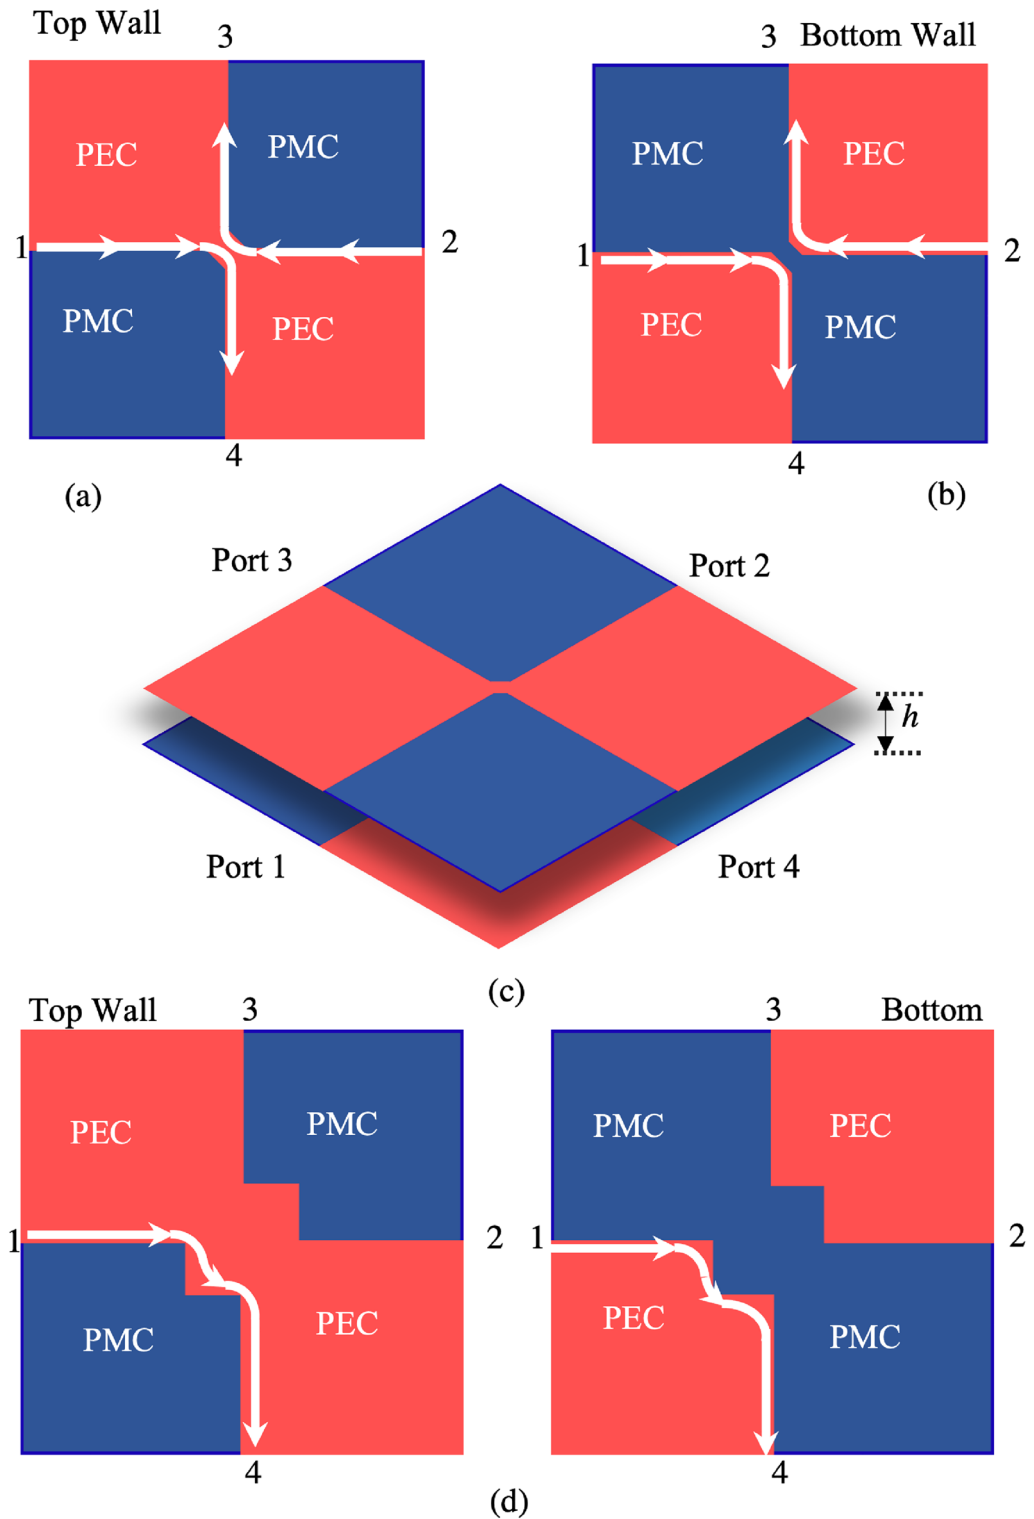 Top Wall
3
3 Bottom Wall
PEC
PMC
PMC
PEC
1
2
1
2
PMC
PEC
PEC
PMC
4
4
(a)
(b)
Port 3
Port 2
h
Port 1
Port 4
(c)
Top Wall
3
3
Bottom
PEC
PMC
PMC
PEC
1
2
1
2
PMC
PEC
PEC
PMC
4
4
(d)